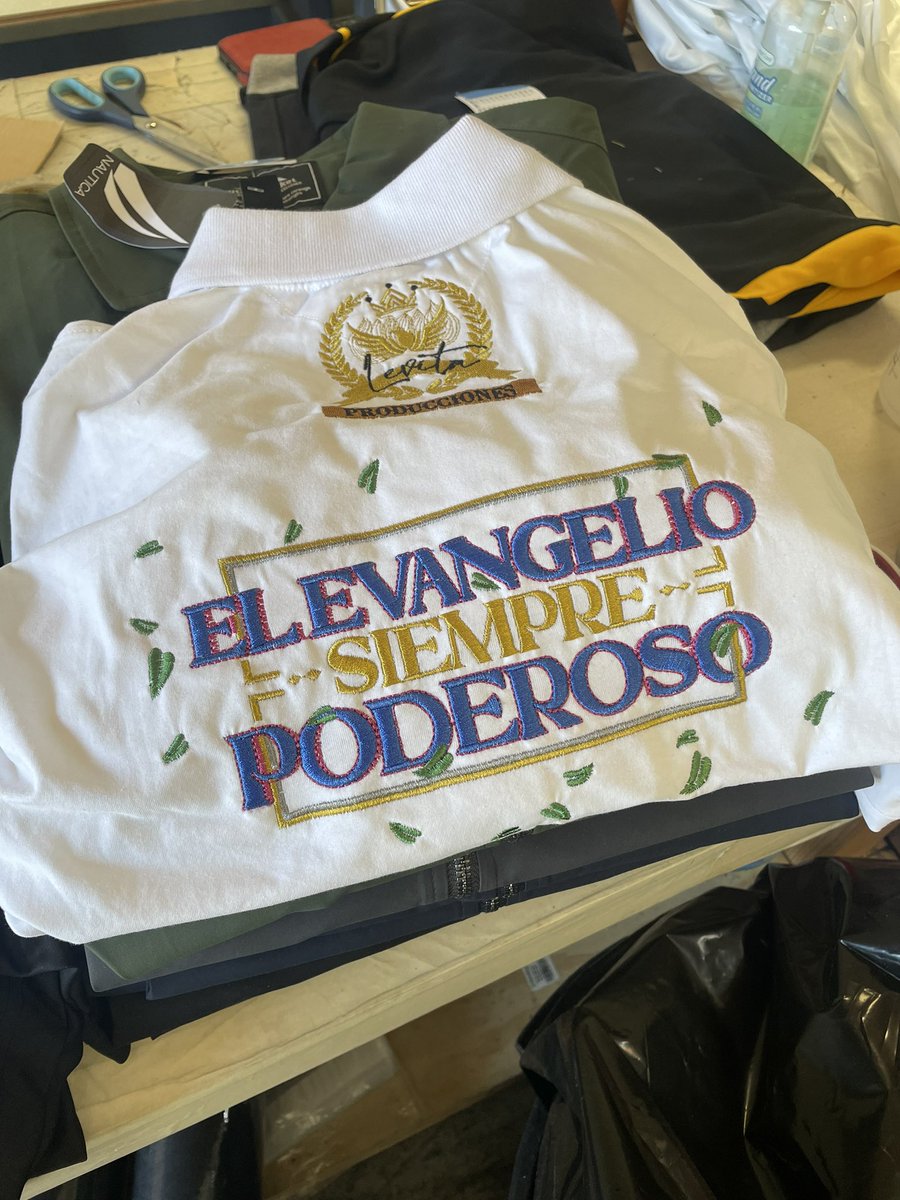 NAUTICA
Levita
PRODUCCIONES
EL EVANGELIO
SIEMPRE
PODEROSO